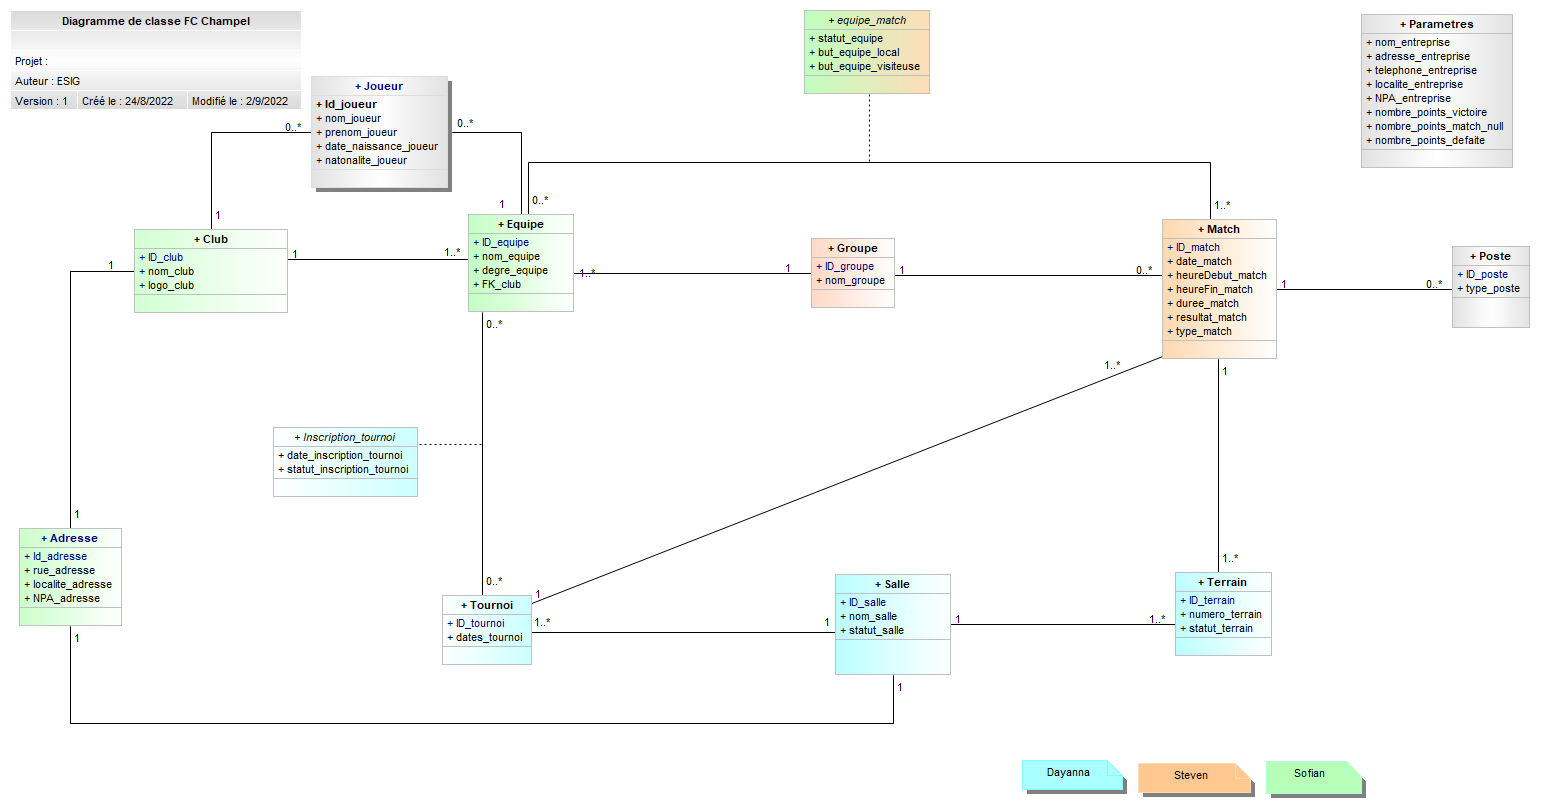 Diagramme de classe FC Champel
Projet :
Auteur : ESIG
Version : 1 Créé le : 24/8/2022 Modifié le : 2/9/2022
+ Joueur
+ Id_joueur
+ nom_joueur
+ prenom_joueur
+ date_naissance_joueur
+ natonalite_joueur
+ equipe_match
+ statut_equipe
+ but_equipe_local
+ but_equipe_visiteuse
+ Parametres
+ nom_entreprise
+ adresse_entreprise
+ telephone_entreprise
+ localite_entreprise
+ NPA_entreprise
+ nombre_points_victoire
+ nombre_points_match_null
+ nombre_points_defaite
0..*
0..*
1
1
0..*
1..*
+ Club
+ ID_club
+ nom_club
+ logo_club
1
1
1..*
+ Equipe
+ ID_equipe
+ nom_equipe
+ degre_equipe
+ FK_club
1..*
1
+ Groupe
+ ID_groupe
+ nom_groupe
1
0..*
+ Match
+ ID_match
+ date_match
+ heureDebut_match
+ heureFin_match
+ duree_match
+ resultat_match
+ type_match
1
0..*
+ Poste
+ ID_poste
+ type_poste
0..*
1..*
1
+ Inscription_tournoi
+ date_inscription_tournoi
+ statut_inscription_tournoi
1
+ Adresse
+ Id_adresse
+ rue_adresse
+ localite_adresse
+ NPA_adresse
1
0..*
1
+ Tournoi
+ ID_tournoi
+ dates_tournoi
1..*
1
+ Salle
+ ID_salle
+ nom_salle
+ statut_salle
1
1
1..*
1..*
+ Terrain
+ ID_terrain
+ numero_terrain
+ statut_terrain
Dayanna
Steven
Sofian